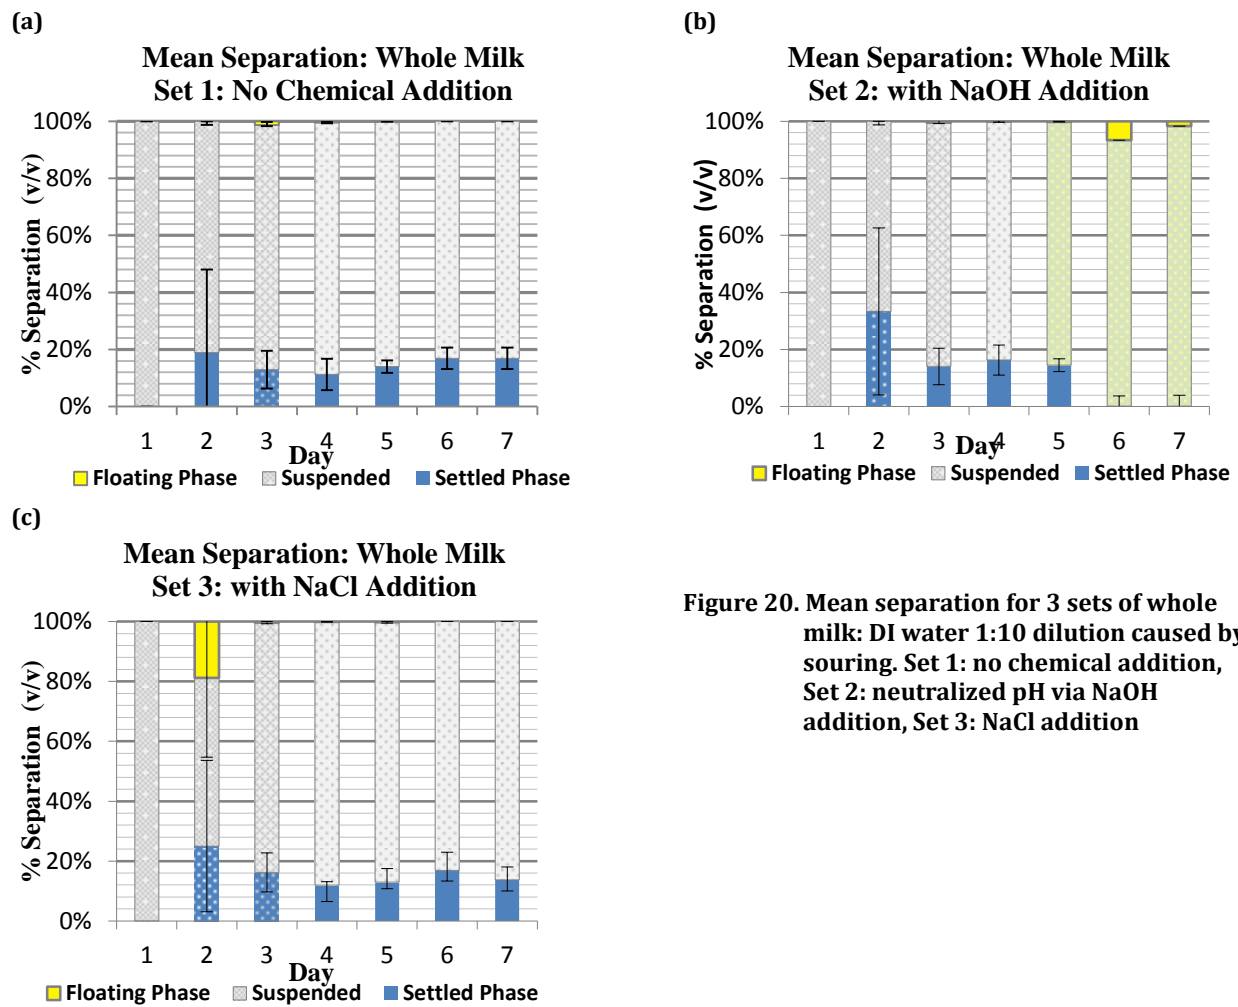 (a)
Mean Separation: Whole Milk
Set 1: No Chemical Addition
% Separation (v/v)
100%
80%
60%
40%
20%
0%
1 2 3 4 5 6 7
Day
Floating Phase Suspended Settled Phase
(b)
Mean Separation: Whole Milk
Set 2: with NaOH Addition
% Separation (v/v)
100%
80%
60%
40%
20%
0%
1 2 3 4 5 6 7
Day
Floating Phase Suspended Settled Phase
(c)
Mean Separation: Whole Milk
Set 3: with NaCl Addition
% Separation (v/v)
100%
80%
60%
40%
20%
0%
1 2 3 4 5 6 7
Day
Floating Phase Suspended Settled Phase
Figure 20. Mean separation for 3 sets of whole
milk: DI water 1:10 dilution caused by
souring. Set 1: no chemical addition,
Set 2: neutralized pH via NaOH
addition, Set 3: NaCl addition